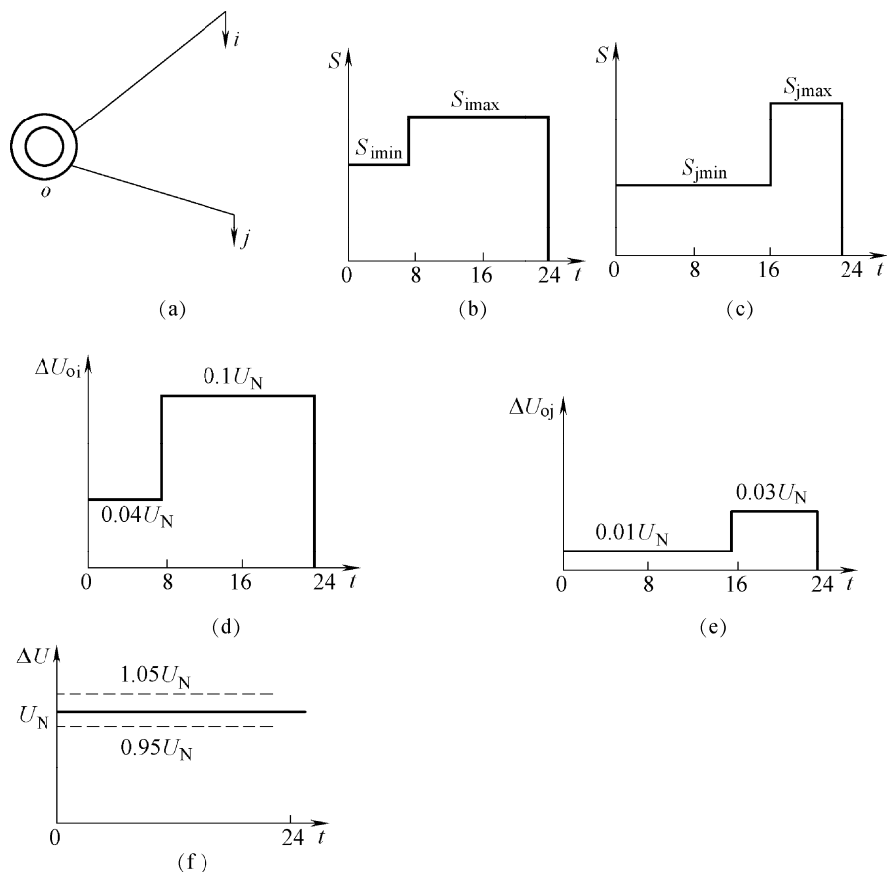 i
o
j
(a)
S
S_imax
S_imin
0 8 16 24 t
(b)
S
S_jmax
S_jmin
0 8 16 24 t
(c)
ΔU_oi
0.1U_N
0.04U_N
0 8 16 24 t
(d)
ΔU_oj
0.03U_N
0.01U_N
0 8 16 24 t
(e)
ΔU
1.05U_N
U_N
0.95U_N
0 24 t
(f)